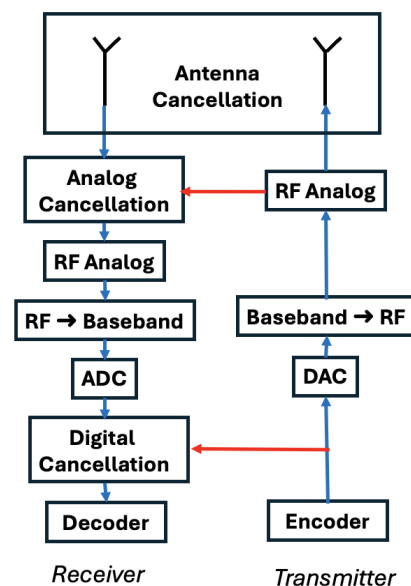 Antenna
Cancellation
Analog
Cancellation
RF Analog
RF Analog
RF → Baseband
Baseband → RF
ADC
DAC
Digital
Cancellation
Decoder
Encoder
Receiver
Transmitter